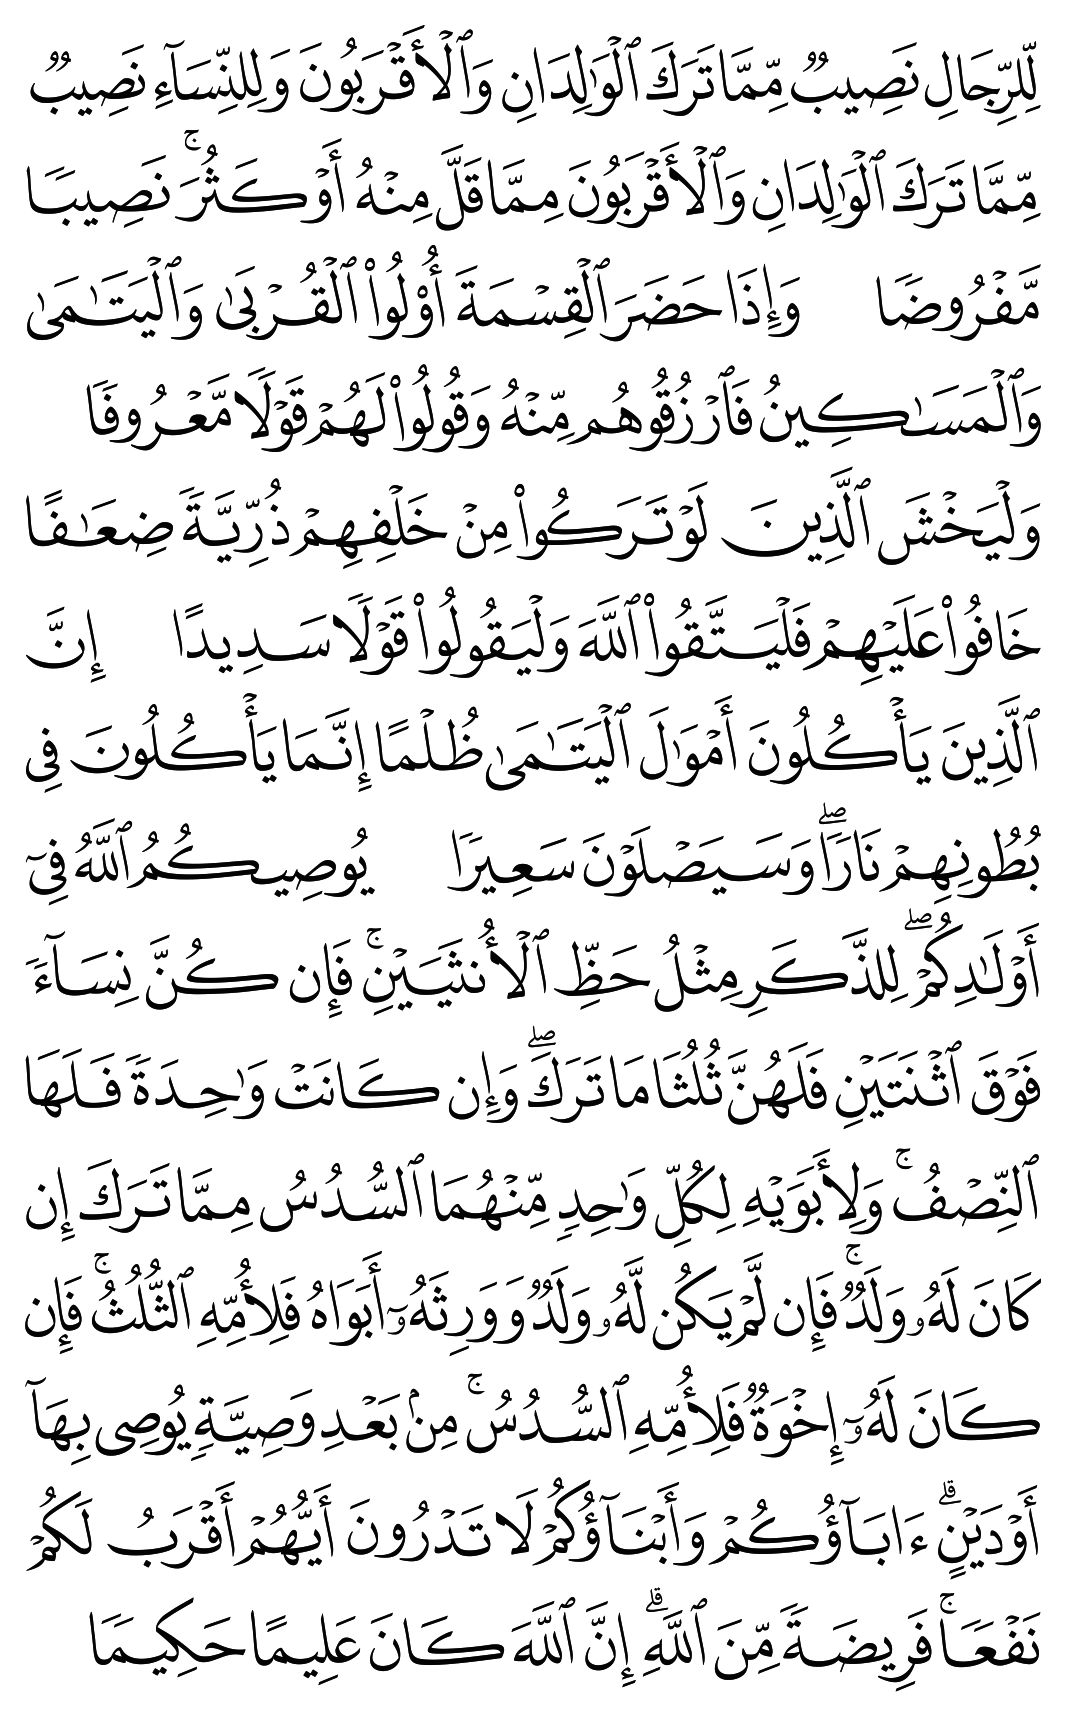 لِّلرِّجَالِ نَصِيبٌ مِّمَّا تَرَكَ ٱلْوَٰلِدَانِ وَٱلْأَقْرَبُونَ وَلِلنِّسَآءِ نَصِيبٌ
مِّمَّا تَرَكَ ٱلْوَٰلِدَانِ وَٱلْأَقْرَبُونَ مِمَّا قَلَّ مِنْهُ أَوْ كَثُرَ ۚ نَصِيبًا
مَّفْرُوضًا وَإِذَا حَضَرَ ٱلْقِسْمَةَ أُو۟لُوا۟ ٱلْقُرْبَىٰ وَٱلْيَتَـٰمَىٰ
وَٱلْمَسَـٰكِينُ فَٱرْزُقُوهُم مِّنْهُ وَقُولُوا۟ لَهُمْ قَوْلًا مَّعْرُوفًا
وَلْيَخْشَ ٱلَّذِينَ لَوْ تَرَكُوا۟ مِنْ خَلْفِهِمْ ذُرِّيَّةً ضِعَـٰفًا
خَافُوا۟ عَلَيْهِمْ فَلْيَتَّقُوا۟ ٱللَّهَ وَلْيَقُولُوا۟ قَوْلًا سَدِيدًا إِنَّ
ٱلَّذِينَ يَأْكُلُونَ أَمْوَٰلَ ٱلْيَتَـٰمَىٰ ظُلْمًا إِنَّمَا يَأْكُلُونَ فِى
بُطُونِهِمْ نَارًا ۖ وَسَيَصْلَوْنَ سَعِيرًا يُوصِيكُمُ ٱللَّهُ فِىٓ
أَوْلَـٰدِكُمْ ۖ لِلذَّكَرِ مِثْلُ حَظِّ ٱلْأُنثَيَيْنِ ۚ فَإِن كُنَّ نِسَآءً
فَوْقَ ٱثْنَتَيْنِ فَلَهُنَّ ثُلُثَا مَا تَرَكَ ۖ وَإِن كَانَتْ وَٰحِدَةً فَلَهَا
ٱلنِّصْفُ ۚ وَلِأَبَوَيْهِ لِكُلِّ وَٰحِدٍ مِّنْهُمَا ٱلسُّدُسُ مِمَّا تَرَكَ إِن
كَانَ لَهُۥ وَلَدٌ ۚ فَإِن لَّمْ يَكُن لَّهُۥ وَلَدٌ وَوَرِثَهُۥٓ أَبَوَاهُ فَلِأُمِّهِ ٱلثُّلُثُ ۚ فَإِن
كَانَ لَهُۥٓ إِخْوَةٌ فَلِأُمِّهِ ٱلسُّدُسُ ۚ مِنۢ بَعْدِ وَصِيَّةٍ يُوصِى بِهَآ
أَوْ دَيْنٍ ۗ ءَابَآؤُكُمْ وَأَبْنَآؤُكُمْ لَا تَدْرُونَ أَيُّهُمْ أَقْرَبُ لَكُمْ
نَفْعًا ۚ فَرِيضَةً مِّنَ ٱللَّهِ ۗ إِنَّ ٱللَّهَ كَانَ عَلِيمًا حَكِيمًا